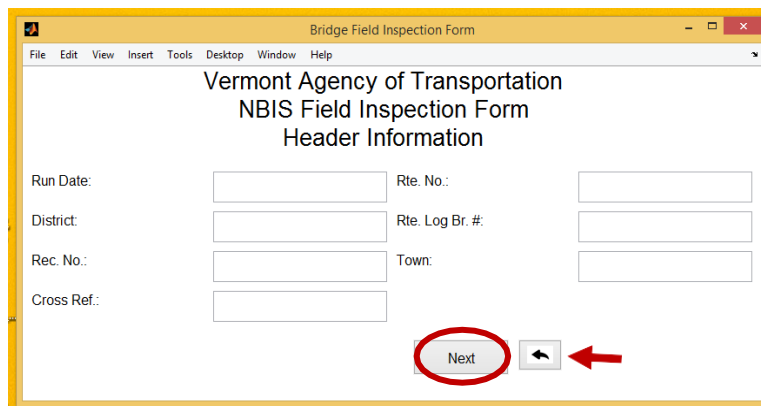 Bridge Field Inspection Form
File Edit View Insert Tools Desktop Window Help
Vermont Agency of Transportation
NBIS Field Inspection Form
Header Information
Run Date: Rte. No.:
District: Rte. Log Br. #:
Rec. No.: Town:
Cross Ref.:
Next